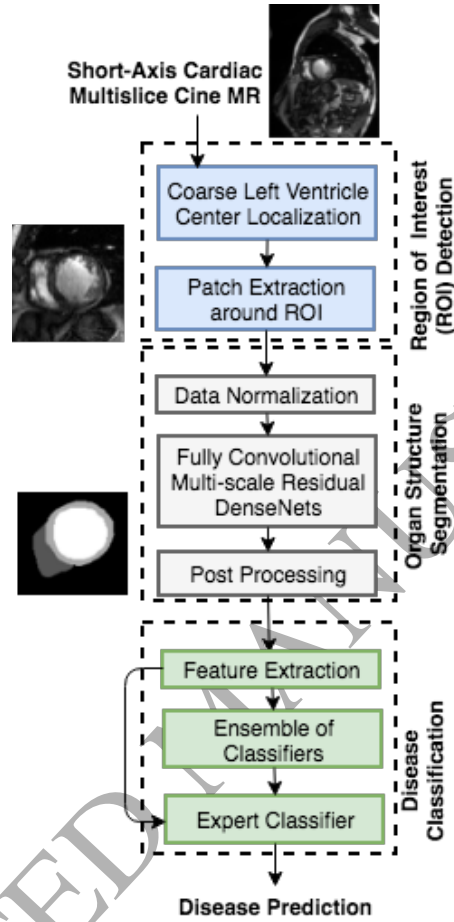 Short-Axis Cardiac
Multislice Cine MR
Coarse Left Ventricle
Center Localization
Patch Extraction
around ROI
Region of Interest
(ROI) Detection
Data Normalization
Fully Convolutional
Multi-scale Residual
DenseNets
Post Processing
Organ Structure
Segmentation
Feature Extraction
Ensemble of
Classifiers
Expert Classifier
Disease
Classification
Disease Prediction
TED MANU